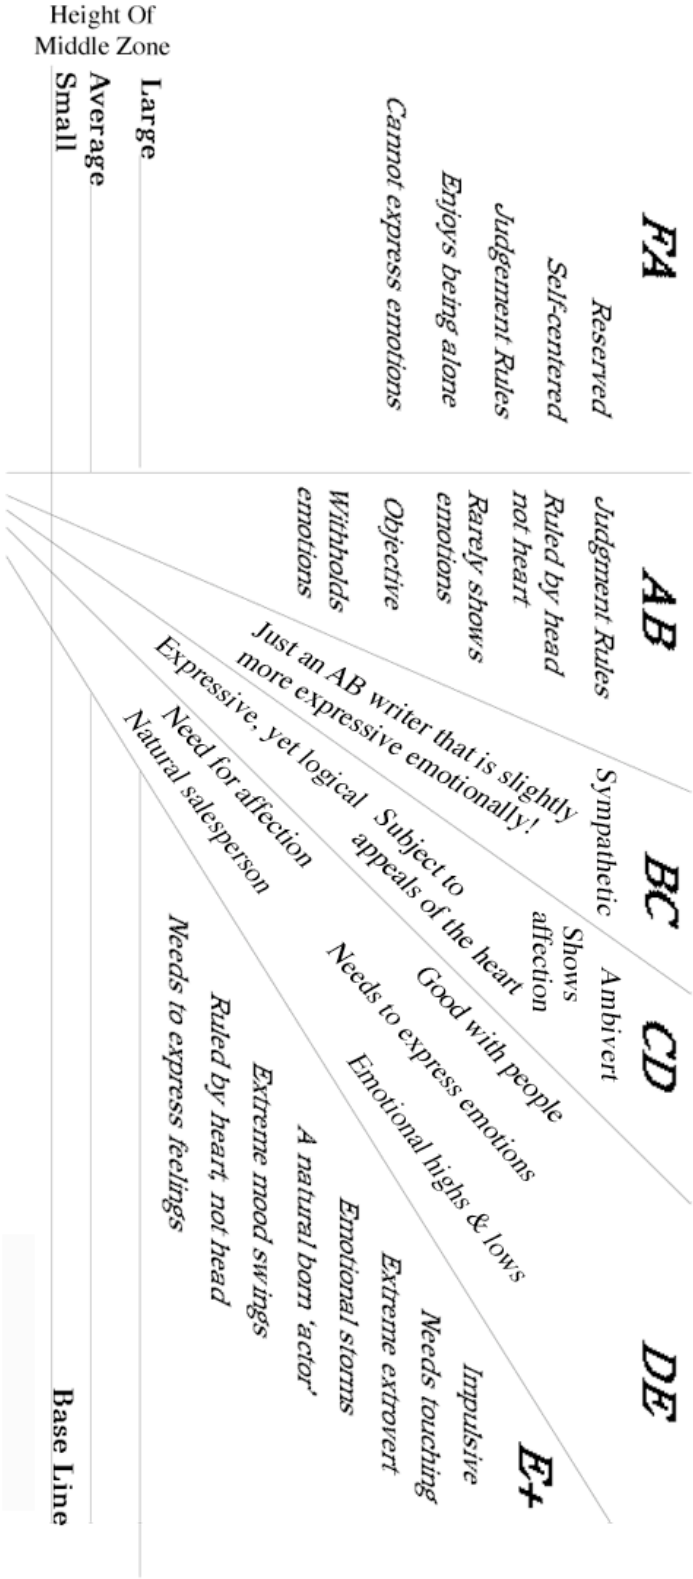 Height Of
Middle Zone
Large
Average
Small
Base Line
FA
Reserved
Self-centered
Judgement Rules
Enjoys being alone
Cannot express emotions
AB
Judgment Rules
Ruled by head
not heart
Rarely shows
emotions
Objective
Withholds
emotions
BC
Sympathetic
Just an AB writer that is slightly
more expressive emotionally!
CD
Ambivert
Shows
affection
Subject to
appeals of the heart
Expressive, yet logical
DE
Good with people
Needs to express emotions
Emotional highs & lows
Need for affection
Natural salesperson
E+
Impulsive
Needs touching
Extreme extrovert
Emotional storms
A natural born 'actor'
Extreme mood swings
Ruled by heart, not head
Needs to express feelings